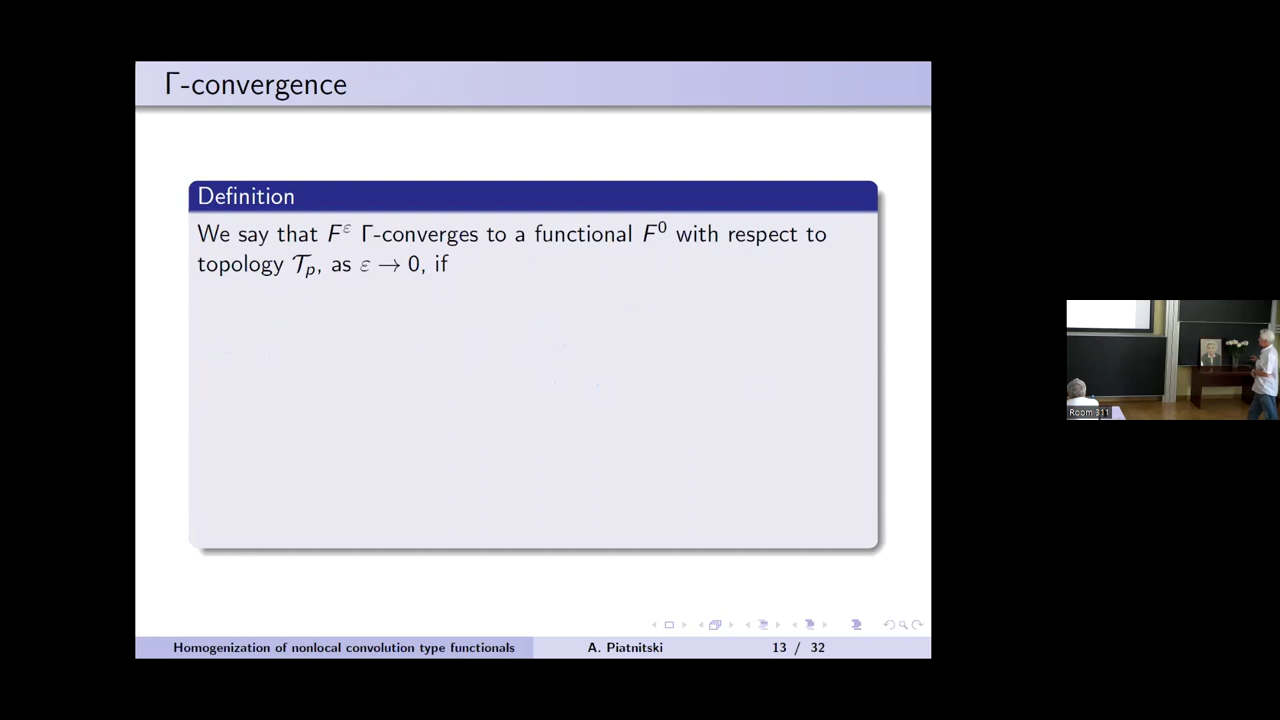 Γ-convergence
Definition
We say that F^ε Γ-converges to a functional F^0 with respect to
topology 𝒯_p, as ε → 0, if
Homogenization of nonlocal convolution type functionals
A. Piatnitski
13 / 32
Room 311